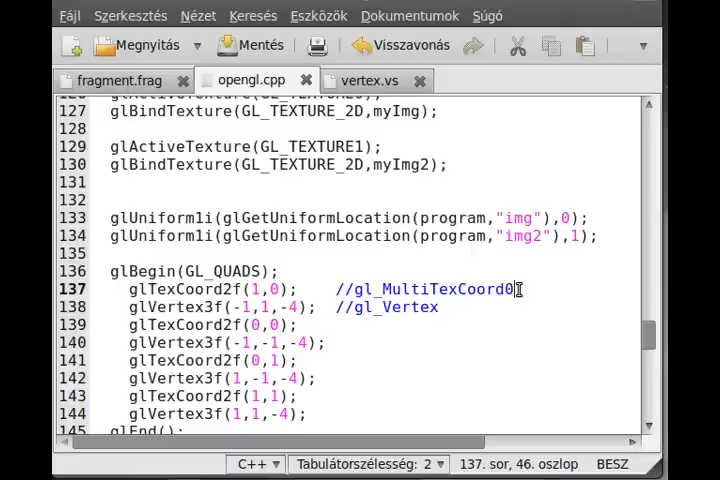 Fájl Szerkesztés Nézet Keresés Eszközök Dokumentumok Súgó
Megnyitás Mentés Visszavonás
fragment.frag opengl.cpp vertex.vs
127 glBindTexture(GL_TEXTURE_2D,myImg);
128
129 glActiveTexture(GL_TEXTURE1);
130 glBindTexture(GL_TEXTURE_2D,myImg2);
131
132
133 glUniform1i(glGetUniformLocation(program,"img"),0);
134 glUniform1i(glGetUniformLocation(program,"img2"),1);
135
136 glBegin(GL_QUADS);
137 glTexCoord2f(1,0); //gl_MultiTexCoord0
138 glVertex3f(-1,1,-4); //gl_Vertex
139 glTexCoord2f(0,0);
140 glVertex3f(-1,-1,-4);
141 glTexCoord2f(0,1);
142 glVertex3f(1,-1,-4);
143 glTexCoord2f(1,1);
144 glVertex3f(1,1,-4);
145 glEnd();
C++ Tabulátorszélesség: 2 137. sor, 46. oszlop BESZ